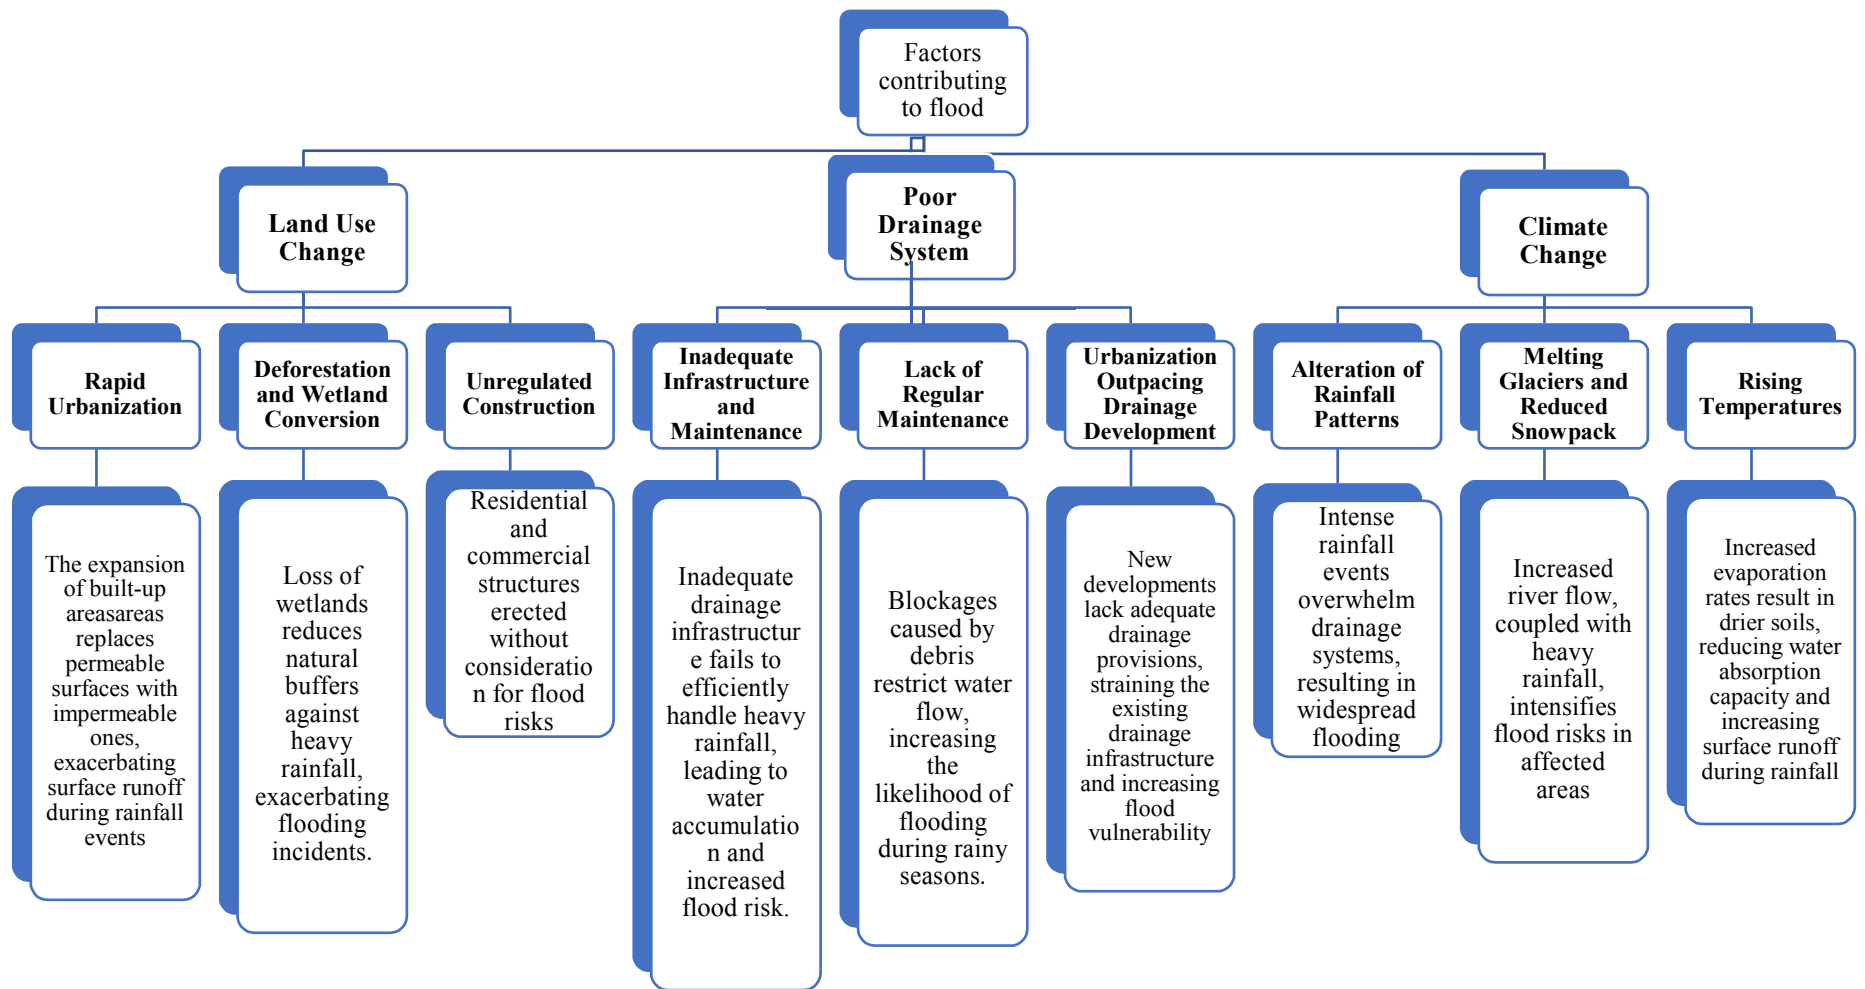 Factors
contributing
to flood
Land Use
Change
Poor
Drainage
System
Climate
Change
Rapid
Urbanization
Deforestation
and Wetland
Conversion
Unregulated
Construction
Inadequate
Infrastructure
and
Maintenance
Lack of
Regular
Maintenance
Urbanization
Outpacing
Drainage
Development
Alteration of
Rainfall
Patterns
Melting
Glaciers and
Reduced
Snowpack
Rising
Temperatures
The expansion
of built-up
areasareas
replaces
permeable
surfaces with
impermeable
ones,
exacerbating
surface runoff
during rainfall
events
Loss of
wetlands
reduces
natural
buffers
against
heavy
rainfall,
exacerbating
flooding
incidents.
Residential
and
commercial
structures
erected
without
consideratio
n for flood
risks
Inadequate
drainage
infrastructur
e fails to
efficiently
handle heavy
rainfall,
leading to
water
accumulatio
n and
increased
flood risk.
Blockages
caused by
debris
restrict water
flow,
increasing
the
likelihood of
flooding
during rainy
seasons.
New
developments
lack adequate
drainage
provisions,
straining the
existing
drainage
infrastructure
and increasing
flood
vulnerability
Intense
rainfall
events
overwhelm
drainage
systems,
resulting in
widespread
flooding
Increased
river flow,
coupled with
heavy
rainfall,
intensifies
flood risks in
affected
areas
Increased
evaporation
rates result in
drier soils,
reducing water
absorption
capacity and
increasing
surface runoff
during rainfall